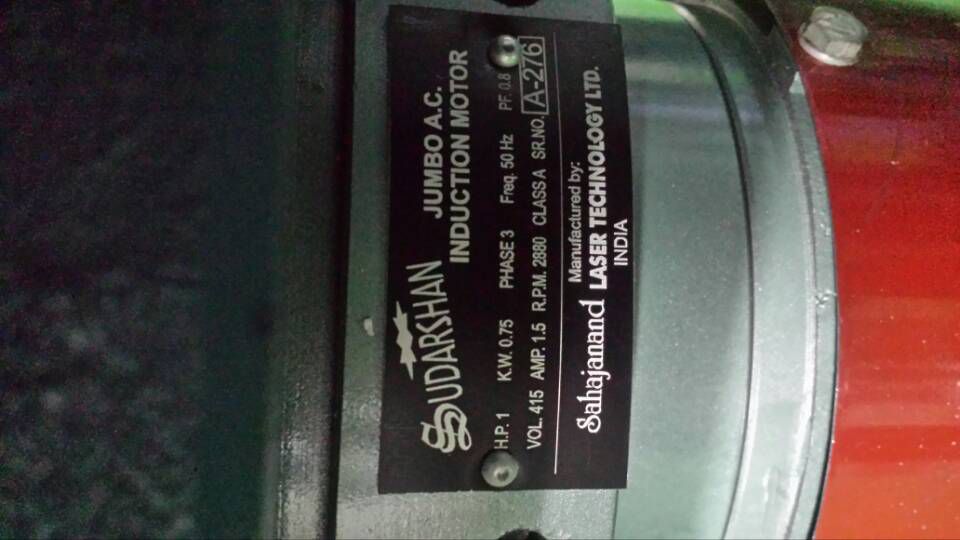 SUDARSHAN
JUMBO A.C.
INDUCTION MOTOR
H.P. 1 K.W. 0.75 PHASE 3 Freq. 50 Hz PF. 0.8
VOL. 415 AMP. 1.5 R.P.M. 2880 CLASS A SR.NO. A-276
Manufactured by:
Sahajanand LASER TECHNOLOGY LTD.
INDIA